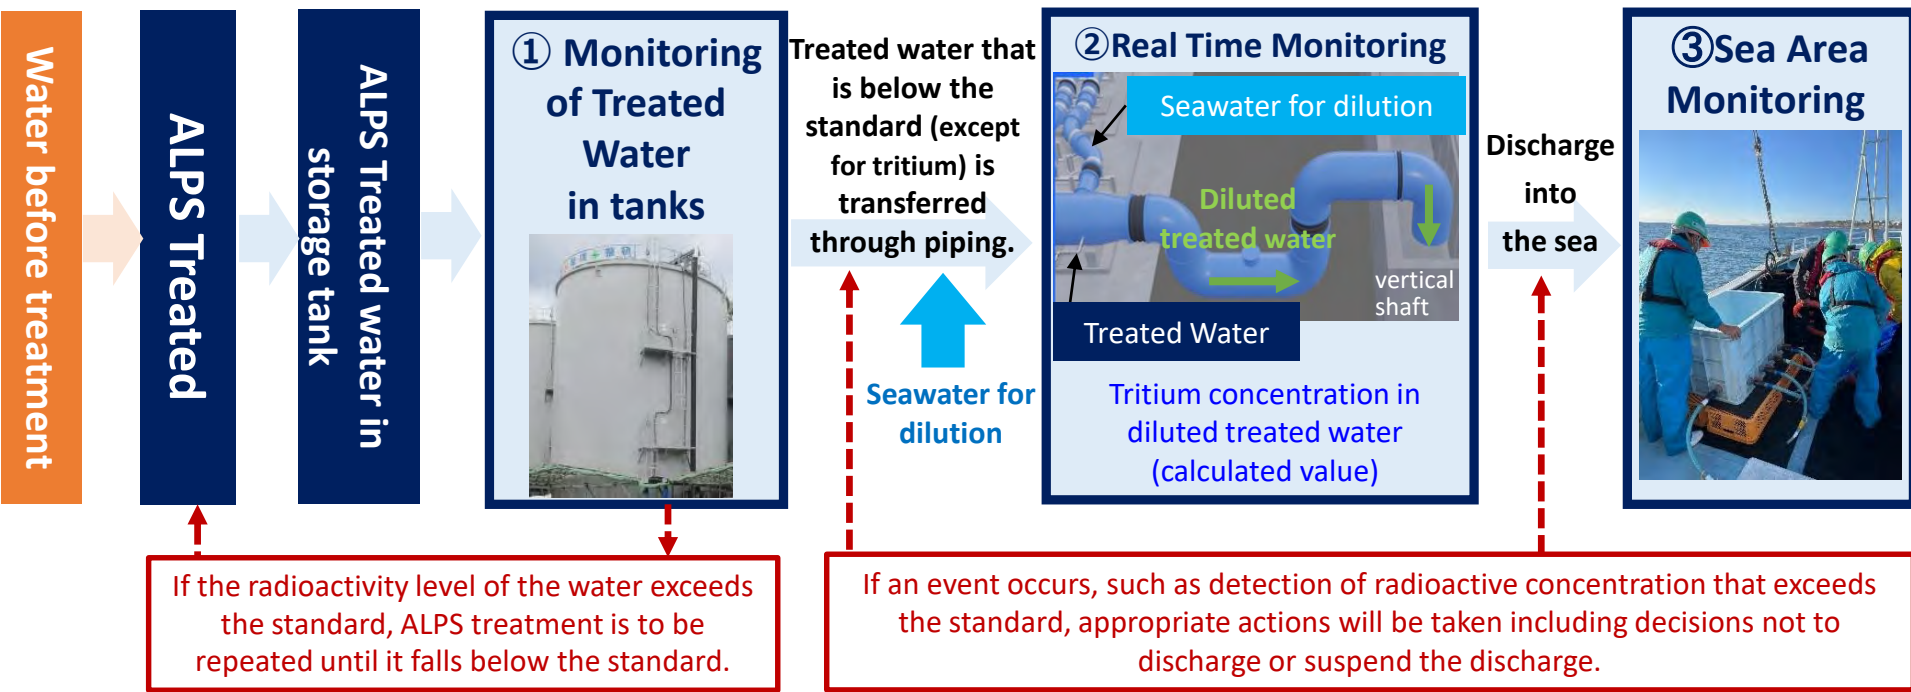 Water before treatment
ALPS Treated
ALPS Treated water in
storage tank
① Monitoring
of Treated
Water
in tanks
Treated water that
is below the
standard (except
for tritium) is
transferred
through piping.
Seawater for
dilution
②Real Time Monitoring
Seawater for dilution
Diluted
treated water
vertical
shaft
Treated Water
Tritium concentration in
diluted treated water
(calculated value)
Discharge
into
the sea
③Sea Area
Monitoring
If the radioactivity level of the water exceeds
the standard, ALPS treatment is to be
repeated until it falls below the standard.
If an event occurs, such as detection of radioactive concentration that exceeds
the standard, appropriate actions will be taken including decisions not to
discharge or suspend the discharge.